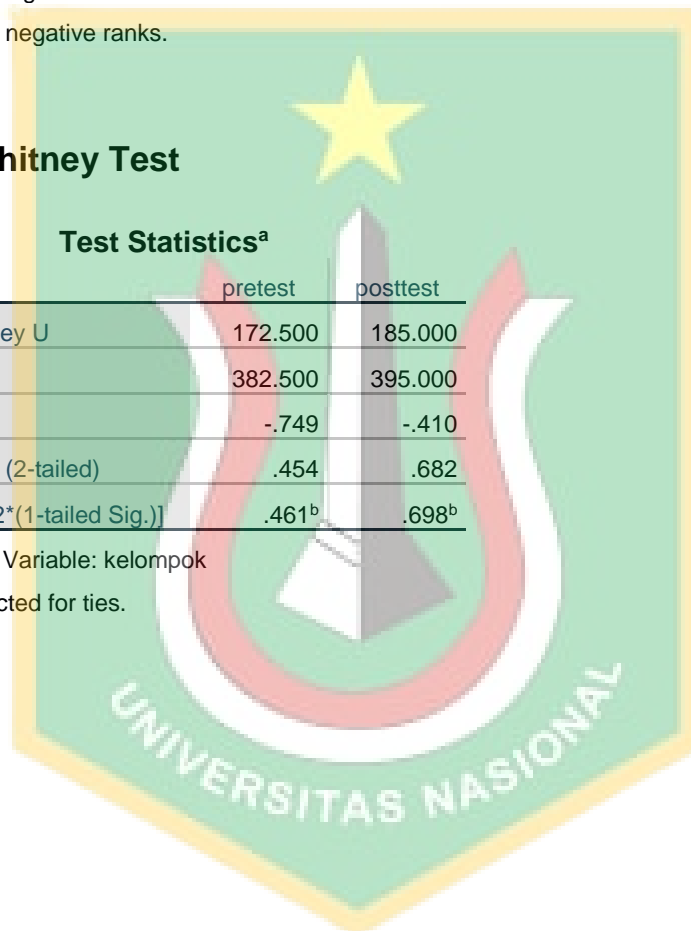 negative ranks.
hitney Test
Test Statisticsᵃ
pretest posttest
ey U 172.500 185.000
382.500 395.000
-.749 -.410
(2-tailed) .454 .682
2*(1-tailed Sig.)] .461ᵇ .698ᵇ
Variable: kelompok
cted for ties.
UNIVERSITAS NASIONAL